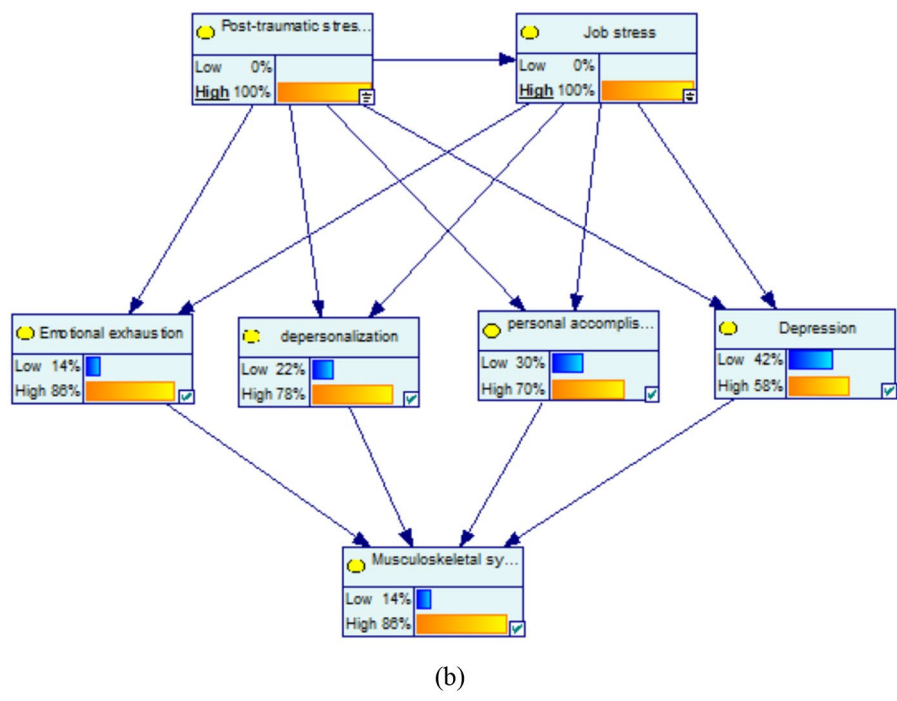 Post-traumatic stres...
Low 0%
High 100%
Job stress
Low 0%
High 100%
Emotional exhaustion
Low 14%
High 86%
depersonalization
Low 22%
High 78%
personal accomplis...
Low 30%
High 70%
Depression
Low 42%
High 58%
Musculoskeletal sy...
Low 14%
High 86%
(b)